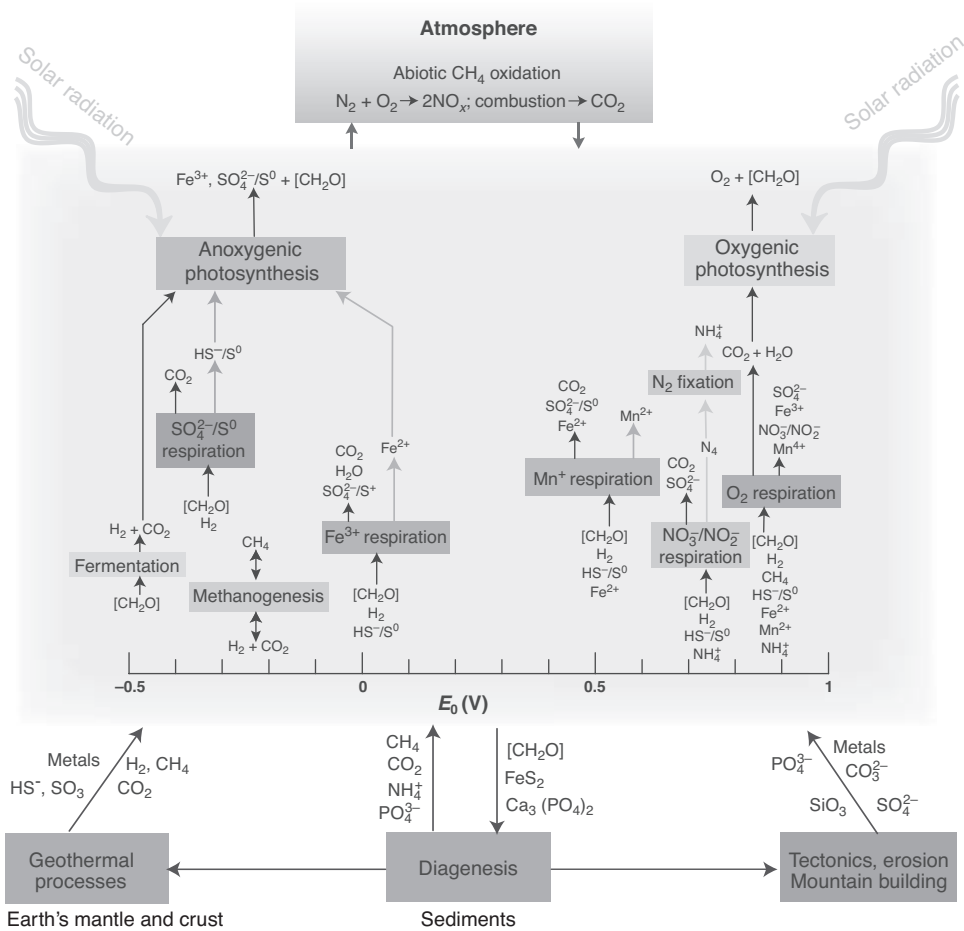 Atmosphere
Abiotic CH₄ oxidation
N₂ + O₂ → 2NOₓ; combustion → CO₂
Solar radiation
Solar radiation
Fe³⁺, SO₄²⁻/S⁰ + [CH₂O]
O₂ + [CH₂O]
Anoxygenic
photosynthesis
Oxygenic
photosynthesis
HS⁻/S⁰
CO₂
SO₄²⁻/S⁰
respiration
[CH₂O]
H₂
H₂ + CO₂
Fermentation
[CH₂O]
CH₄
Methanogenesis
H₂ + CO₂
Fe²⁺
CO₂
H₂O
SO₄²⁻/S⁺
Fe³⁺ respiration
[CH₂O]
H₂
HS⁻/S⁰
CO₂
SO₄²⁻/S⁰
Fe²⁺
Mn²⁺
Mn⁺ respiration
[CH₂O]
H₂
HS⁻/S⁰
Fe²⁺
NH₄⁺
N₂ fixation
N₄
CO₂
SO₄²⁻
NO₃⁻/NO₂⁻
respiration
[CH₂O]
H₂
HS⁻/S⁰
NH₄⁺
CO₂ + H₂O
SO₄²⁻
Fe³⁺
NO₃⁻/NO₂⁻
Mn⁴⁺
O₂ respiration
[CH₂O]
H₂
CH₄
HS⁻/S⁰
Fe²⁺
Mn²⁺
NH₄⁺
–0.5
0
0.5
1
E₀ (V)
Metals
HS⁻, SO₃
H₂, CH₄
CO₂
CH₄
CO₂
NH₄⁺
PO₄³⁻
[CH₂O]
FeS₂
Ca₃ (PO₄)₂
PO₄³⁻
SiO₃
Metals
CO₃²⁻
SO₄²⁻
Geothermal
processes
Diagenesis
Tectonics, erosion
Mountain building
Earth's mantle and crust
Sediments